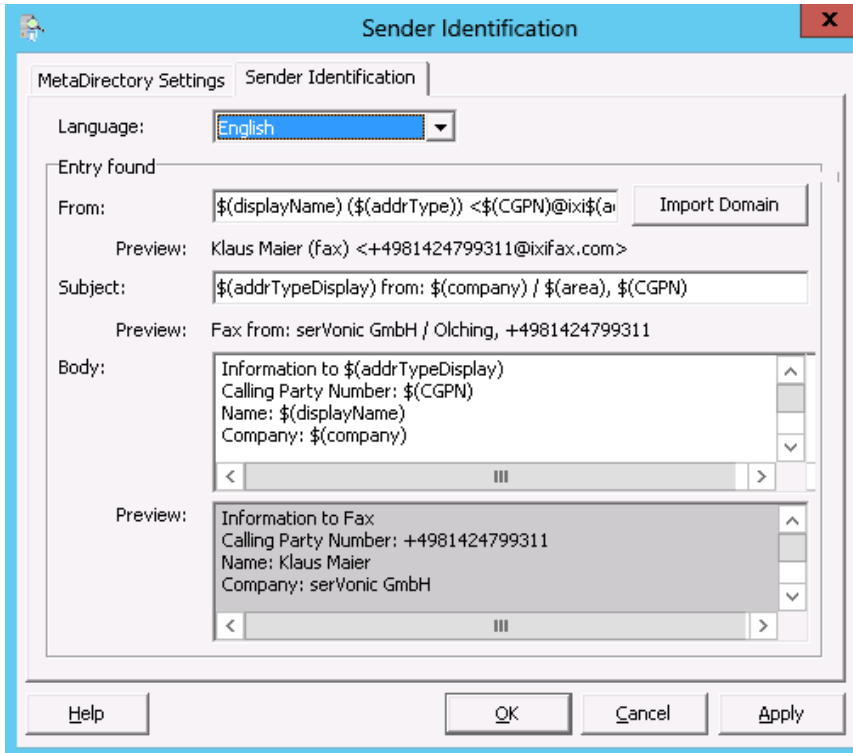 Sender Identification
x
MetaDirectory Settings Sender Identification
Language: English
Entry found
From: $(displayName) ($(addrType)) <$(CGPN)@ixi$(a Import Domain
Preview: Klaus Maier (fax) <+4981424799311@ixifax.com>
Subject: $(addrTypeDisplay) from: $(company) / $(area), $(CGPN)
Preview: Fax from: serVonic GmbH / Olching, +4981424799311
Body: Information to $(addrTypeDisplay)
Calling Party Number: $(CGPN)
Name: $(displayName)
Company: $(company)
Preview: Information to Fax
Calling Party Number: +4981424799311
Name: Klaus Maier
Company: serVonic GmbH
Help OK Cancel Apply